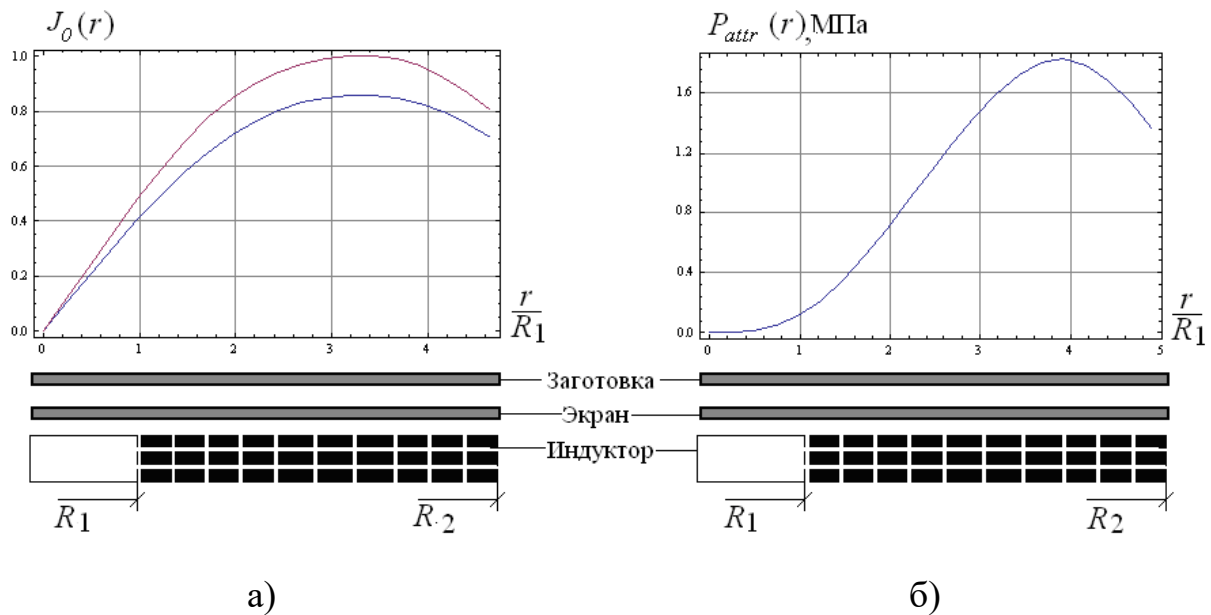 J₀(r)
1.0
0.8
0.6
0.4
0.2
0.0
0 1 2 3 4
r
R₁
P_attr (r), МПа
1.6
1.2
0.8
0.4
0.0
0 1 2 3 4 5
r
R₁
Заготовка
Экран
Индуктор
R₁ R.₂ R₁ R₂
а) б)